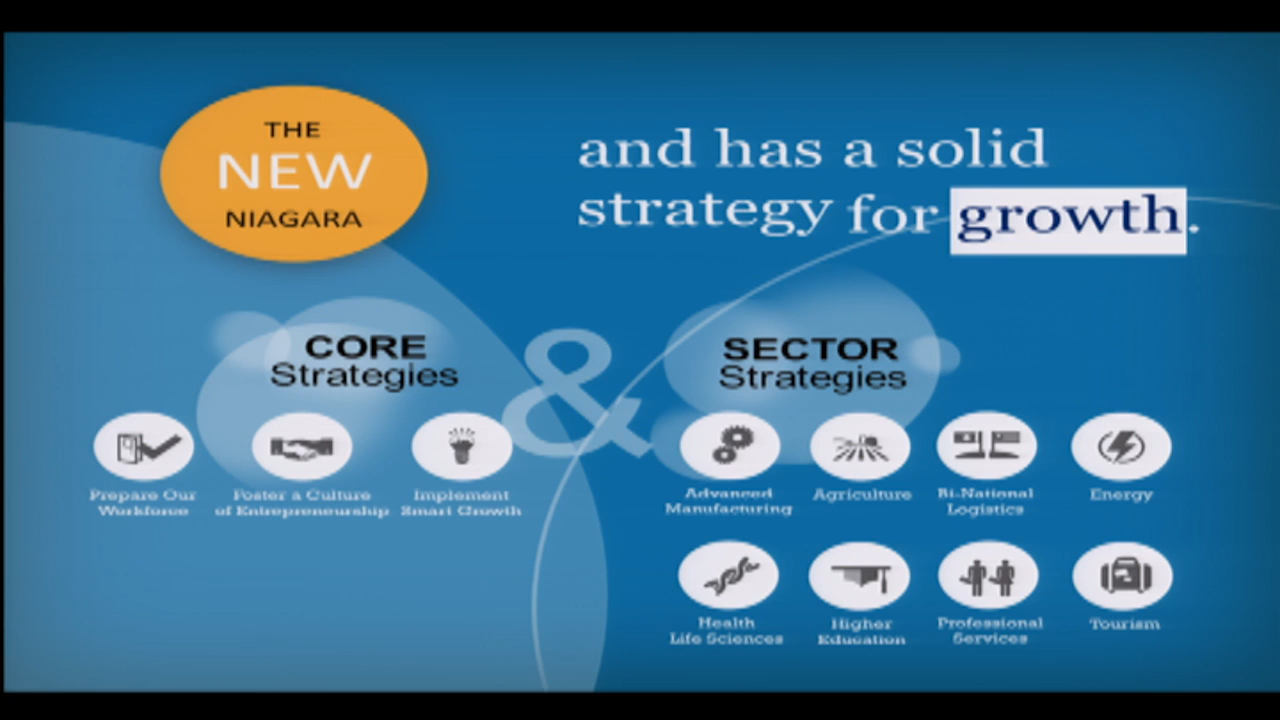 THE
NEW
NIAGARA
and has a solid
strategy for growth.
CORE
Strategies
&
SECTOR
Strategies
Prepare Our
Workforce
Foster a Culture
of Entrepreneurship
Implement
Smart Growth
Advanced
Manufacturing
Agriculture
Bi-National
Logistics
Energy
Health
Life Sciences
Higher
Education
Professional
Services
Tourism